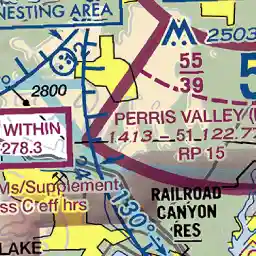 NESTING AREA
2503
55
39
5
2800
WITHIN
278.3
PERRIS VALLEY (
1413 – 51 122.77
RP 15
Ms/Supplement
ss C eff hrs
130°
RAILROAD
CANYON
RES
LAKE